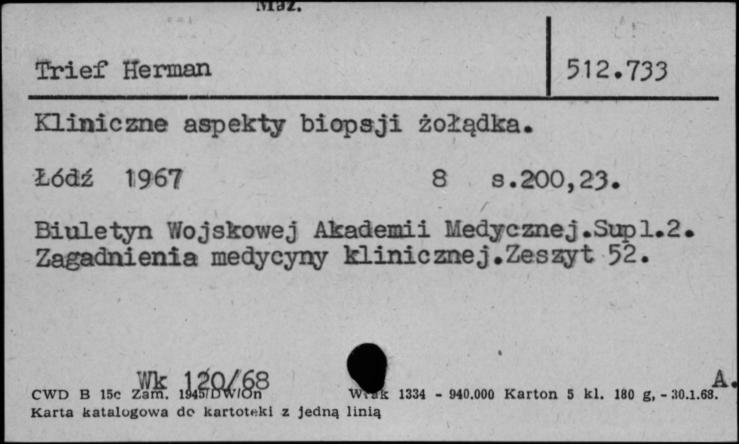 Maz.
Trief Herman 512.733
Kliniczne aspekty biopsji żołądka.
Łódź 1967 8 s.200,23.
Biuletyn Wojskowej Akademii Medycznej.Supl.2.
Zagadnienia medycyny klinicznej.Zeszyt 52.
Wk 120/68 A.
CWD B 15c Zam. 1945/DW/On 1334 - 940.000 Karton 5 kl. 180 g, - 30.1.68.
Karta katalogowa do kartoteki z jedną linią